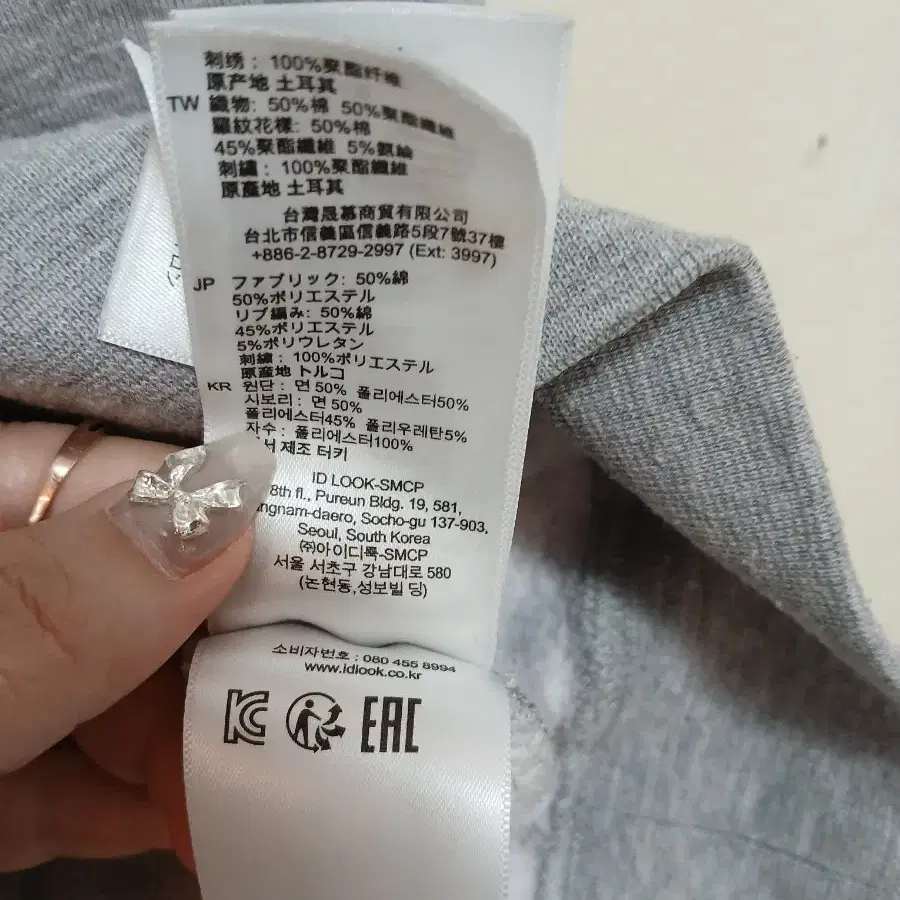 刺绣：100%聚酯纤维
原产地 土耳其
TW 織物: 50%棉 50%聚酯纖維
羅紋花樣: 50%棉
45%聚酯纖維 5%氨綸
刺繡：100%聚酯纖維
原產地 土耳其
台灣晟慕商貿有限公司
台北市信義區信義路5段7號37樓
+886-2-8729-2997 (Ext: 3997)
JP ファブリック: 50%綿
50%ポリエステル
リブ編み: 50%綿
45%ポリエステル
5%ポリウレタン
刺繍：100%ポリエステル
原産地 トルコ
KR 원단 : 면 50% 폴리에스터50%
시보리 : 면 50%
폴리에스터45% 폴리우레탄5%
자수 : 폴리에스터100%
제조 터키
ID LOOK-SMCP
8th fl., Pureun Bldg. 19, 581,
Socho-gu 137-903,
Seoul, South Korea
㈜아이디룩-SMCP
서울 서초구 강남대로 580
(논현동,성보빌딩)
소비자번호 : 080 455 8994
www.idlook.co.kr
KC EAC